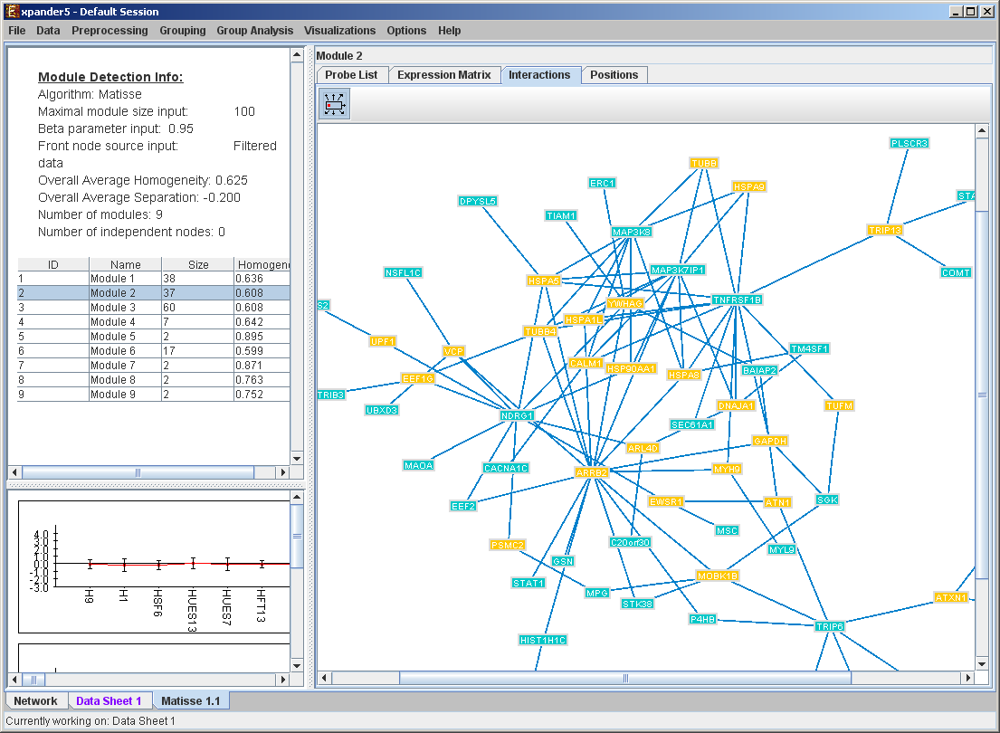 xpander5 - Default Session
File Data Preprocessing Grouping Group Analysis Visualizations Options Help
Module Detection Info:
Algorithm: Matisse
Maximal module size input: 100
Beta parameter input: 0.95
Front node source input: Filtered
data
Overall Average Homogeneity: 0.625
Overall Average Separation: -0.200
Number of modules: 9
Number of independent nodes: 0
ID Name Size Homogen
1 Module 1 38 0.636
2 Module 2 37 0.608
3 Module 3 60 0.608
4 Module 4 7 0.642
5 Module 5 2 0.895
6 Module 6 17 0.599
7 Module 7 2 0.871
8 Module 8 2 0.763
9 Module 9 2 0.752
4.0
3.0
2.0
1.0
0.0
-1.0
-2.0
-3.0
H9 H1 HSF6 HUES13 HUES7 HFT13
Module 2
Probe List Expression Matrix Interactions Positions
PLSCR3
TUBB
ERC1
HSPA9
STA
DPYSL5
TIAM1
MAP3K8
TRIP13
MAP3K7IP1
NSFL1C
COMT
HSPA5
TNFRSF1B
S2
YWHAG
HSPA1L
TUBB4
UPF1
VCP
TM4SF1
CALM1
HSP90AA1
HSPA8
BAIAP2
EEF1G
TRIB3
UBXD3
DNAJA1
TUFM
NDRG1
SEC61A1
GAPDH
ARL4D
MAOA
CACNA1C
ARRB2
MYH9
EEF2
EWSR1
ATN1
SGK
MSC
PSMC2
C20orf30
MYL9
GSN
MOBK1B
STAT1
MPG
STK38
ATXN1
P4HB
TRIP6
HIST1H1C
Network Data Sheet 1 Matisse 1.1
Currently working on: Data Sheet 1